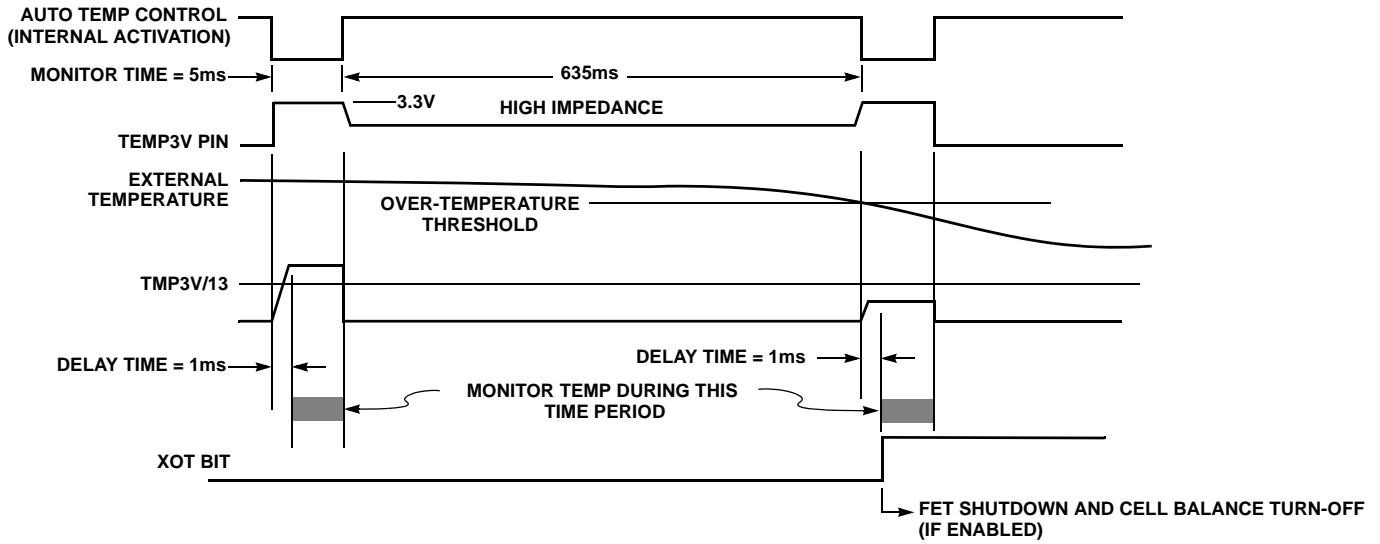 AUTO TEMP CONTROL
(INTERNAL ACTIVATION)
MONITOR TIME = 5ms
635ms
3.3V
HIGH IMPEDANCE
TEMP3V PIN
EXTERNAL
TEMPERATURE
OVER-TEMPERATURE
THRESHOLD
TMP3V/13
DELAY TIME = 1ms
DELAY TIME = 1ms
MONITOR TEMP DURING THIS
TIME PERIOD
XOT BIT
FET SHUTDOWN AND CELL BALANCE TURN-OFF
(IF ENABLED)